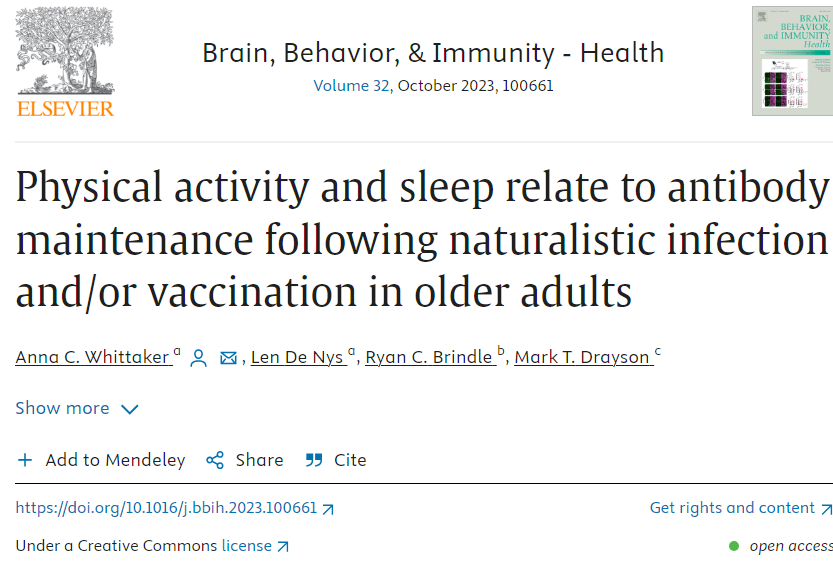 ELSEVIER
Brain, Behavior, & Immunity - Health
Volume 32, October 2023, 100661
BRAIN,
BEHAVIOR,
and IMMUNITY
Health
Physical activity and sleep relate to antibody
maintenance following naturalistic infection
and/or vaccination in older adults
Anna C. Whittaker a , Len De Nys a, Ryan C. Brindle b, Mark T. Drayson c
Show more
Add to Mendeley Share Cite
https://doi.org/10.1016/j.bbih.2023.100661 Get rights and content
Under a Creative Commons license open access